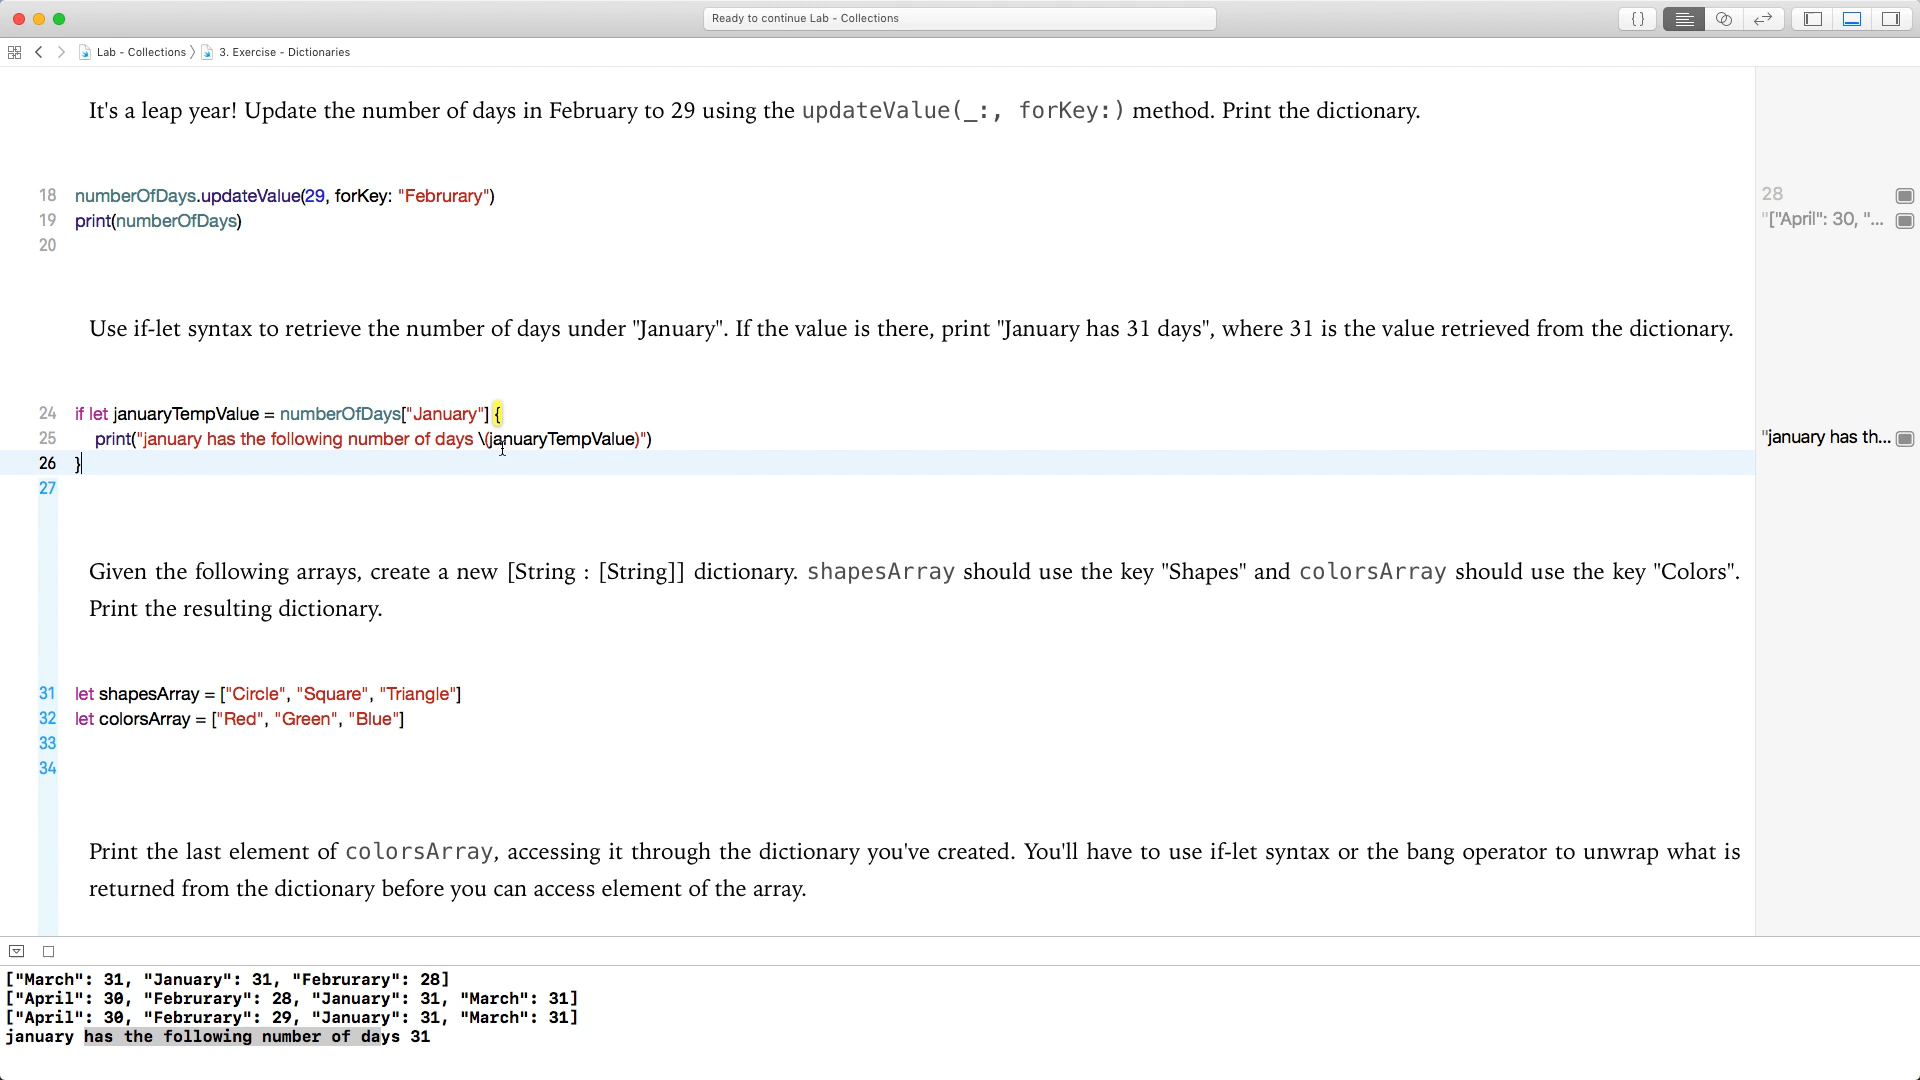 Ready to continue Lab - Collections
{ }
Lab - Collections 〉 3. Exercise - Dictionaries
It's a leap year! Update the number of days in February to 29 using the updateValue(_:, forKey:) method. Print the dictionary.
18 numberOfDays.updateValue(29, forKey: "Februrary") 28
19 print(numberOfDays) "["April": 30, "...
20
Use if-let syntax to retrieve the number of days under "January". If the value is there, print "January has 31 days", where 31 is the value retrieved from the dictionary.
24 if let januaryTempValue = numberOfDays["January"] {
25 print("january has the following number of days \(januaryTempValue)") "january has th...
26 }
27
Given the following arrays, create a new [String : [String]] dictionary. shapesArray should use the key "Shapes" and colorsArray should use the key "Colors".
Print the resulting dictionary.
31 let shapesArray = ["Circle", "Square", "Triangle"]
32 let colorsArray = ["Red", "Green", "Blue"]
33
34
Print the last element of colorsArray, accessing it through the dictionary you've created. You'll have to use if-let syntax or the bang operator to unwrap what is
returned from the dictionary before you can access element of the array.
["March": 31, "January": 31, "Februrary": 28]
["April": 30, "Februrary": 28, "January": 31, "March": 31]
["April": 30, "Februrary": 29, "January": 31, "March": 31]
january has the following number of days 31